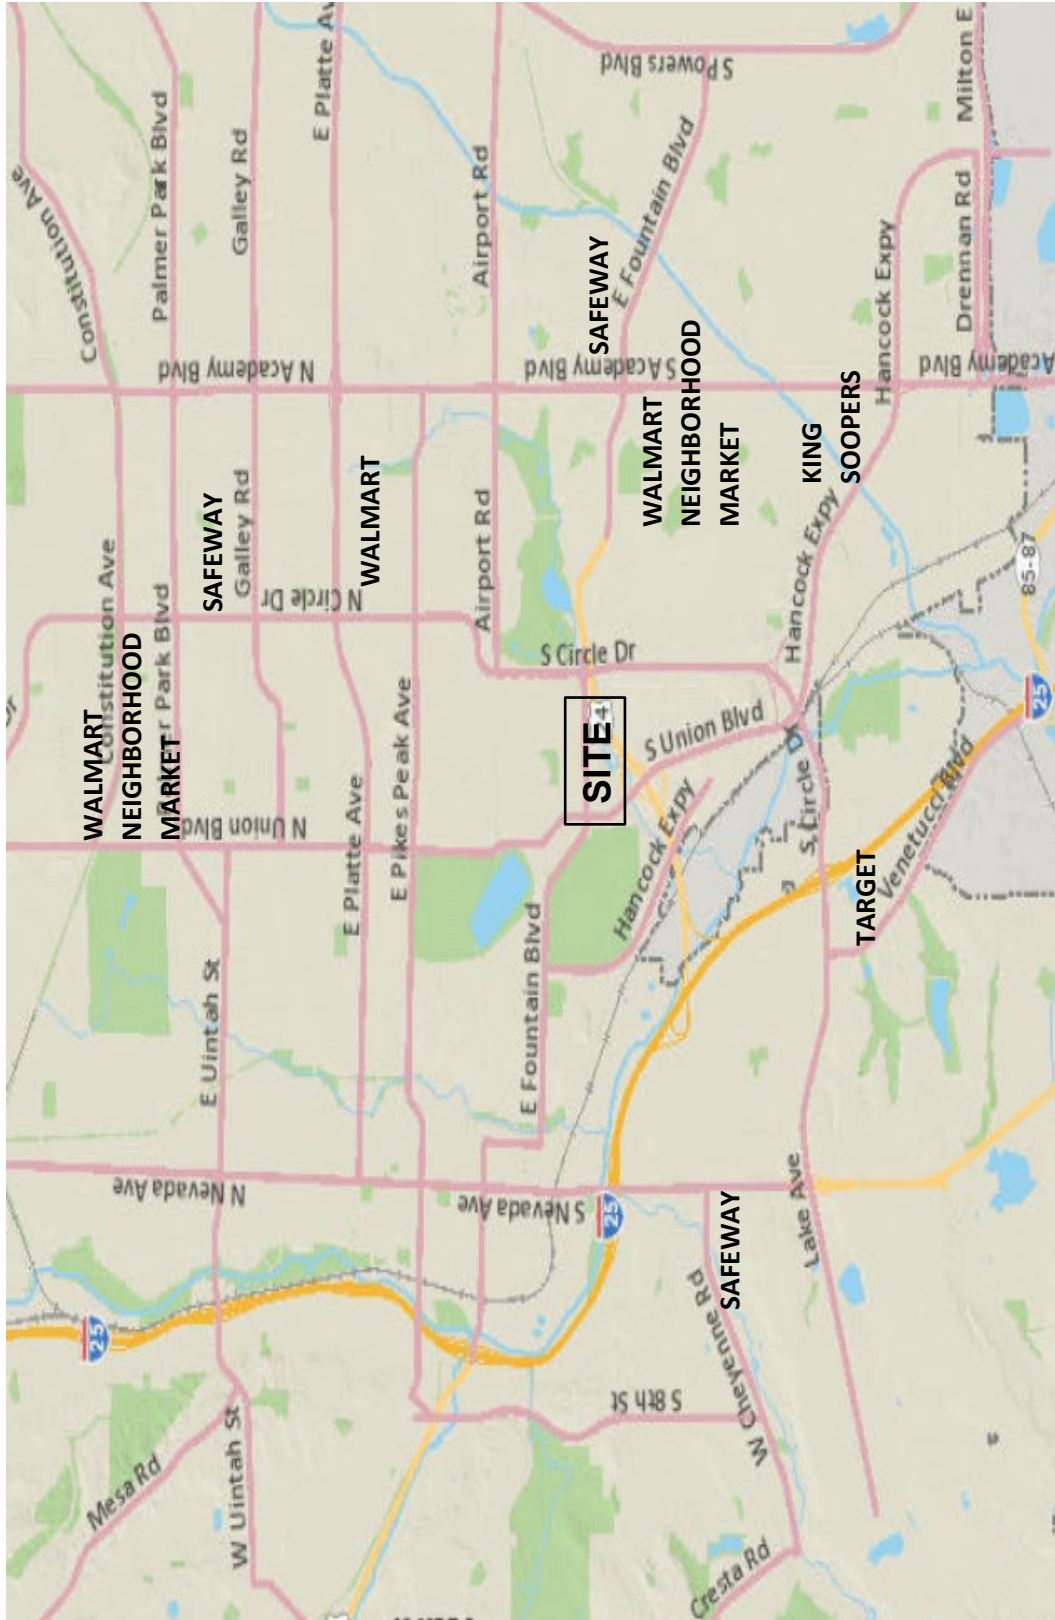 Dr
Constitution Ave
25
WALMART
NEIGHBORHOOD
MARKET
Constitution Ave
Palmer Park Blvd
Mesa Rd
N Nevada Ave
N Union Blvd
N Academy Blvd
W Uintah St
E Uintah St
SAFEWAY
Galley Rd
Galley Rd
N Circle Dr
E Platte Av
E Platte Ave
WALMART
E Pikes Peak Ave
Airport Rd
Airport Rd
S Nevada Ave
E Fountain Blvd
S Circle Dr
S Academy Blvd
SITE
SAFEWAY
25
S 8th St
Hancock Expy
S Union Blvd
E Fountain Blvd
S Powers Blvd
WALMART
NEIGHBORHOOD
MARKET
W Cheyenne Rd
SAFEWAY
Cresta Rd
Lake Ave
S Circle Dr
Hancock Expy
KING
SOOPERS
TARGET
Hancock Expy
Venetucci Blvd
Academy Blvd
Drennan Rd
Milton E
85-87
25